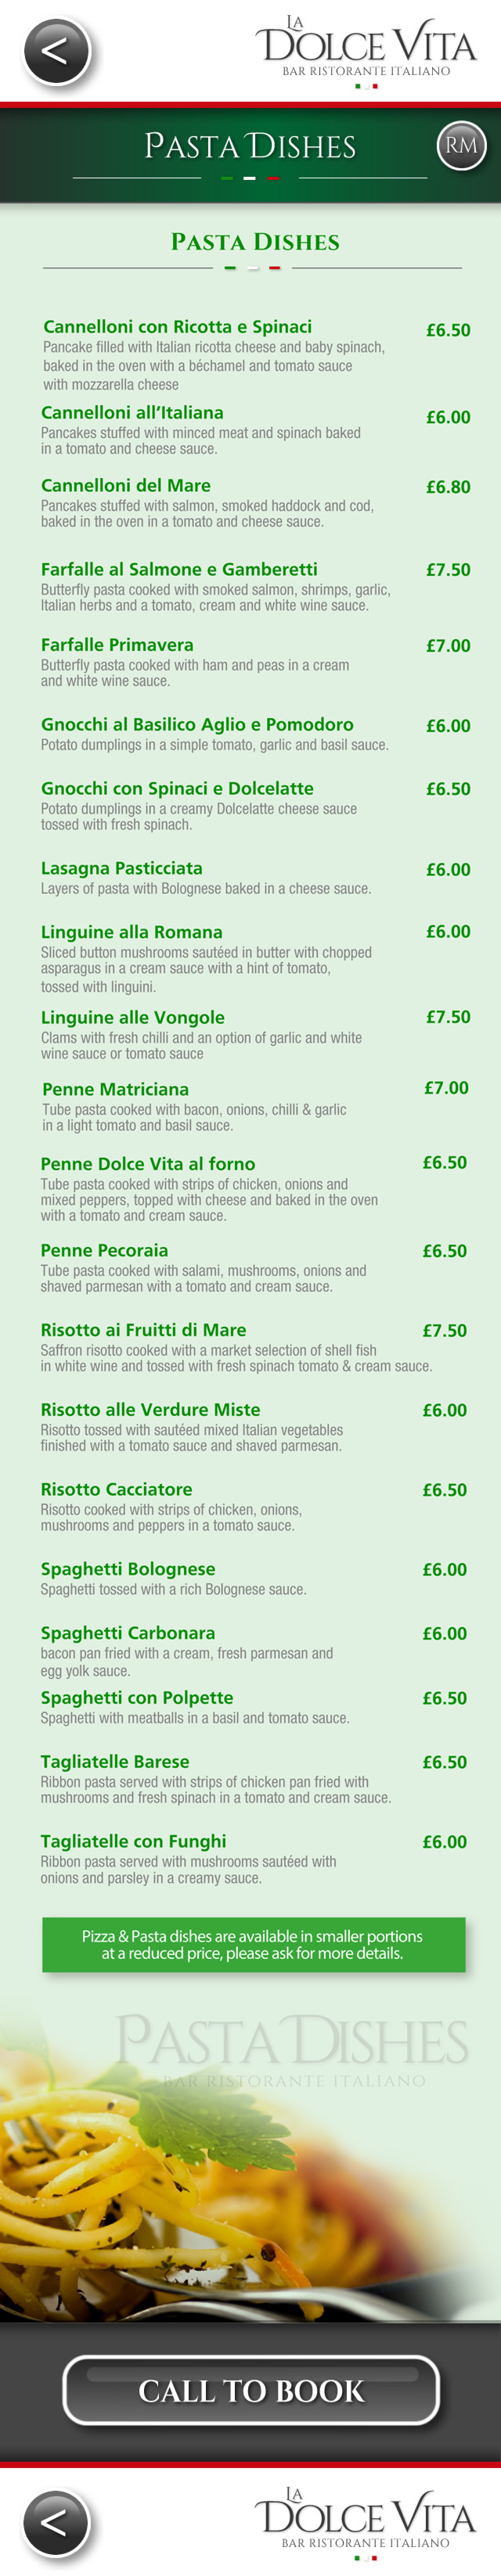 <
LA
DOLCE VITA
BAR RISTORANTE ITALIANO
PASTA DISHES
RM
PASTA DISHES
Cannelloni con Ricotta e Spinaci £6.50
Pancake filled with Italian ricotta cheese and baby spinach,
baked in the oven with a béchamel and tomato sauce
with mozzarella cheese
Cannelloni all'Italiana £6.00
Pancakes stuffed with minced meat and spinach baked
in a tomato and cheese sauce.
Cannelloni del Mare £6.80
Pancakes stuffed with salmon, smoked haddock and cod,
baked in the oven in a tomato and cheese sauce.
Farfalle al Salmone e Gamberetti £7.50
Butterfly pasta cooked with smoked salmon, shrimps, garlic,
Italian herbs and a tomato, cream and white wine sauce.
Farfalle Primavera £7.00
Butterfly pasta cooked with ham and peas in a cream
and white wine sauce.
Gnocchi al Basilico Aglio e Pomodoro £6.00
Potato dumplings in a simple tomato, garlic and basil sauce.
Gnocchi con Spinaci e Dolcelatte £6.50
Potato dumplings in a creamy Dolcelatte cheese sauce
tossed with fresh spinach.
Lasagna Pasticciata £6.00
Layers of pasta with Bolognese baked in a cheese sauce.
Linguine alla Romana £6.00
Sliced button mushrooms sautéed in butter with chopped
asparagus in a cream sauce with a hint of tomato,
tossed with linguini.
Linguine alle Vongole £7.50
Clams with fresh chilli and an option of garlic and white
wine sauce or tomato sauce
Penne Matriciana £7.00
Tube pasta cooked with bacon, onions, chilli & garlic
in a light tomato and basil sauce.
Penne Dolce Vita al forno £6.50
Tube pasta cooked with strips of chicken, onions and
mixed peppers, topped with cheese and baked in the oven
with a tomato and cream sauce.
Penne Pecoraia £6.50
Tube pasta cooked with salami, mushrooms, onions and
shaved parmesan with a tomato and cream sauce.
Risotto ai Fruitti di Mare £7.50
Saffron risotto cooked with a market selection of shell fish
in white wine and tossed with fresh spinach tomato & cream sauce.
Risotto alle Verdure Miste £6.00
Risotto tossed with sautéed mixed Italian vegetables
finished with a tomato sauce and shaved parmesan.
Risotto Cacciatore £6.50
Risotto cooked with strips of chicken, onions,
mushrooms and peppers in a tomato sauce.
Spaghetti Bolognese £6.00
Spaghetti tossed with a rich Bolognese sauce.
Spaghetti Carbonara £6.00
bacon pan fried with a cream, fresh parmesan and
egg yolk sauce.
Spaghetti con Polpette £6.50
Spaghetti with meatballs in a basil and tomato sauce.
Tagliatelle Barese £6.50
Ribbon pasta served with strips of chicken pan fried with
mushrooms and fresh spinach in a tomato and cream sauce.
Tagliatelle con Funghi £6.00
Ribbon pasta served with mushrooms sautéed with
onions and parsley in a creamy sauce.
Pizza & Pasta dishes are available in smaller portions
at a reduced price, please ask for more details.
PASTA DISHES
BAR RISTORANTE ITALIANO
CALL TO BOOK
<
LA
DOLCE VITA
BAR RISTORANTE ITALIANO